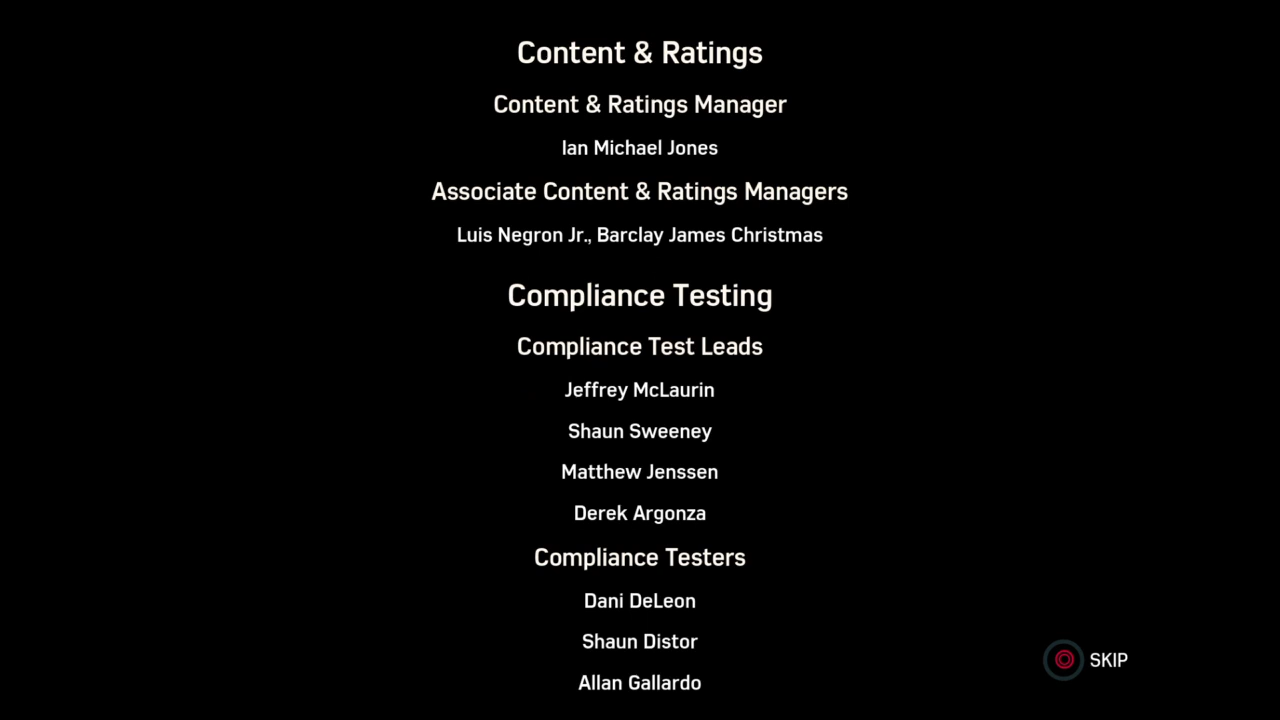 Content & Ratings
Content & Ratings Manager
Ian Michael Jones
Associate Content & Ratings Managers
Luis Negron Jr., Barclay James Christmas
Compliance Testing
Compliance Test Leads
Jeffrey McLaurin
Shaun Sweeney
Matthew Jenssen
Derek Argonza
Compliance Testers
Dani DeLeon
Shaun Distor
Allan Gallardo
SKIP